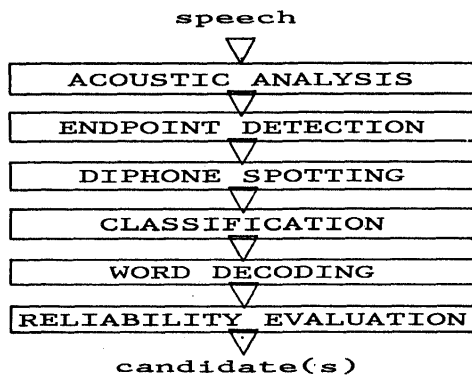 speech
ACOUSTIC ANALYSIS
ENDPOINT DETECTION
DIPHONE SPOTTING
CLASSIFICATION
WORD DECODING
RELIABILITY EVALUATION
candidate(s)